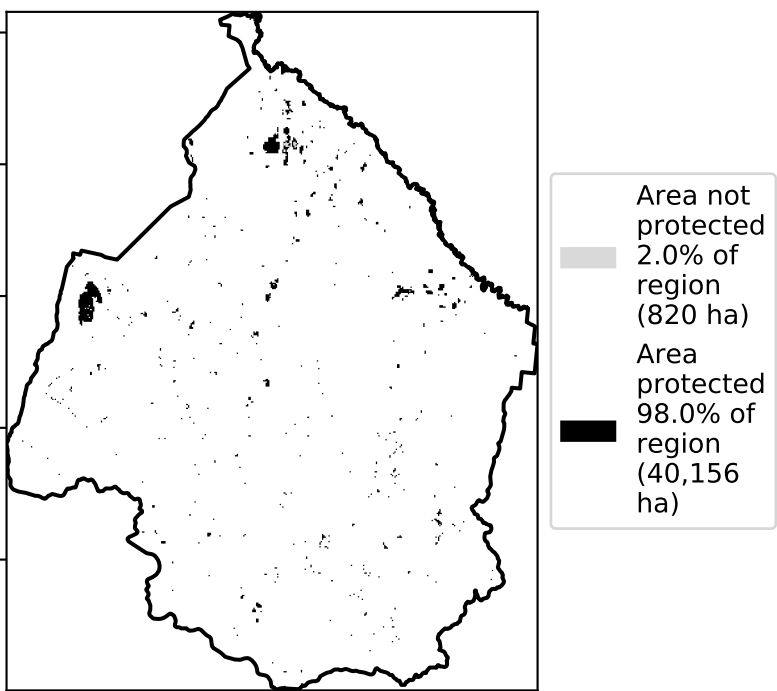 Area not
protected
2.0% of
region
(820 ha)
Area
protected
98.0% of
region
(40,156
ha)